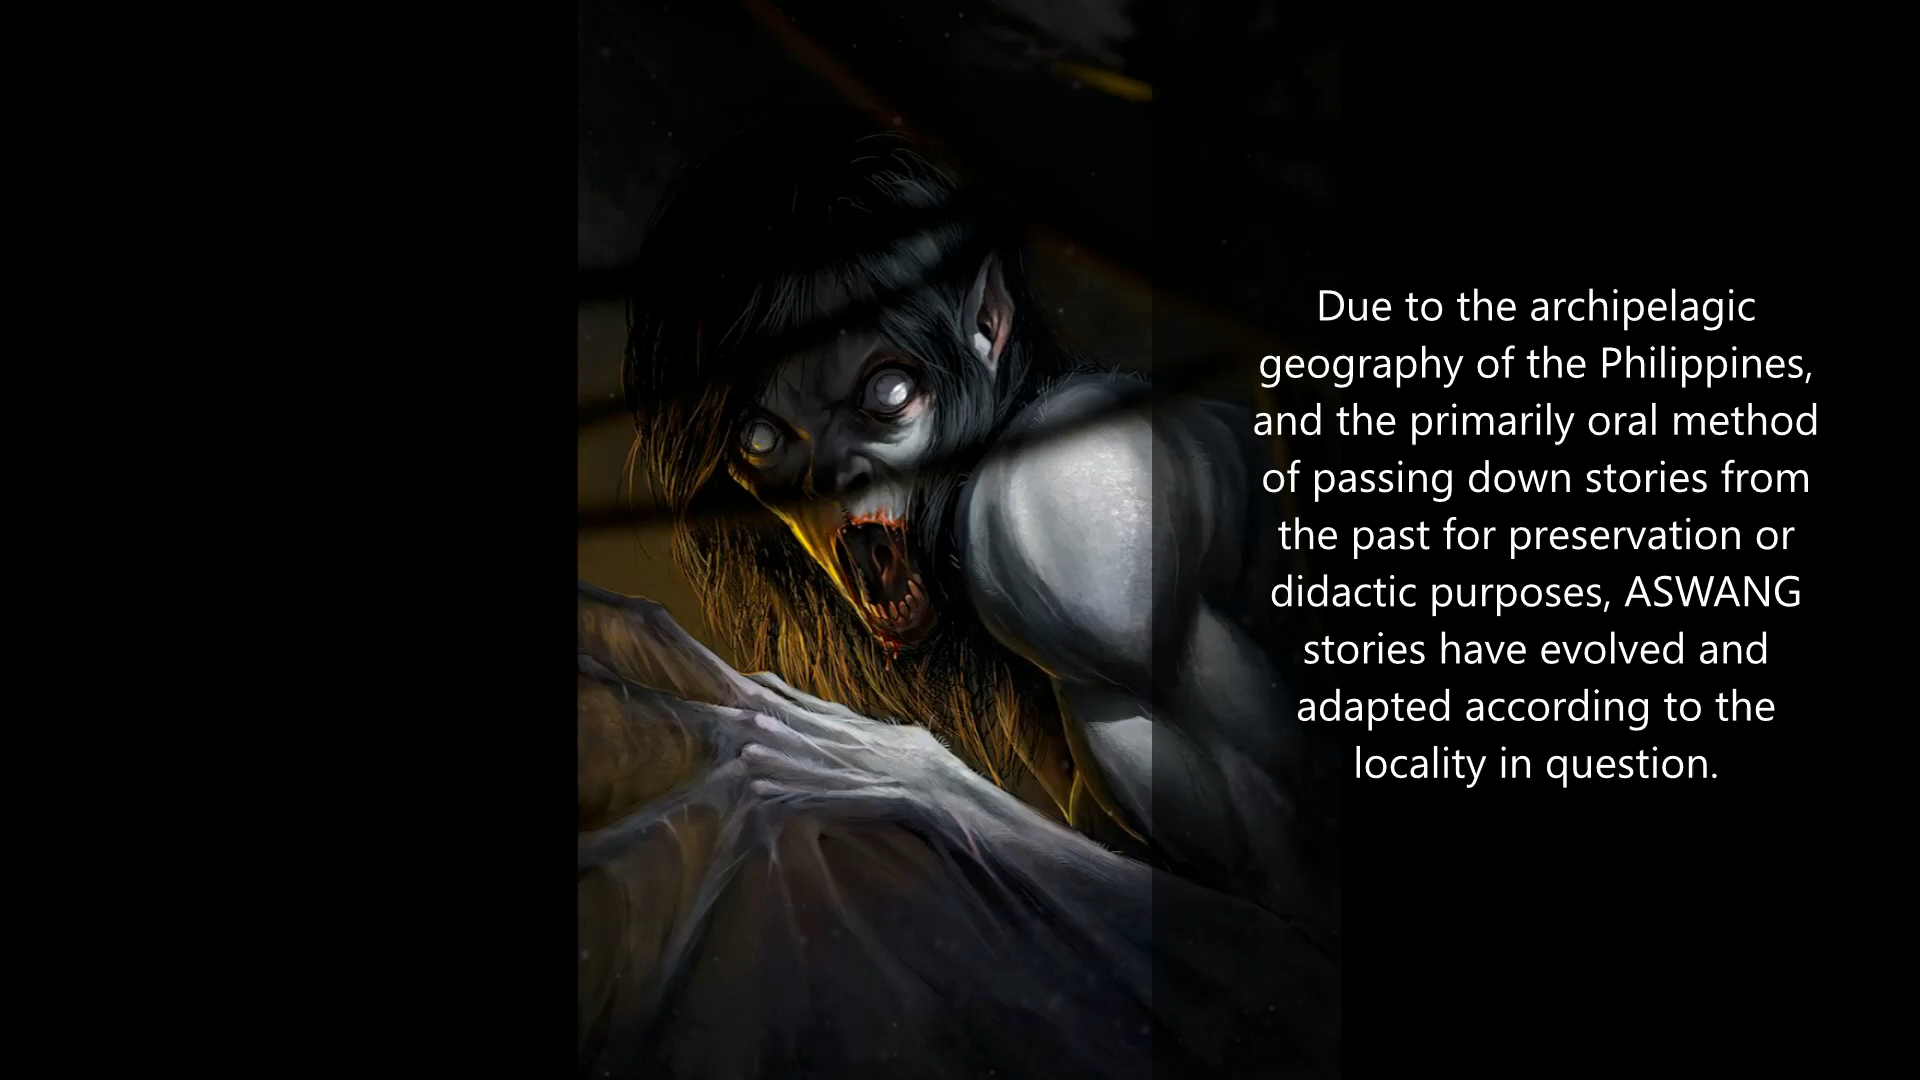 Due to the archipelagic
geography of the Philippines,
and the primarily oral method
of passing down stories from
the past for preservation or
didactic purposes, ASWANG
stories have evolved and
adapted according to the
locality in question.